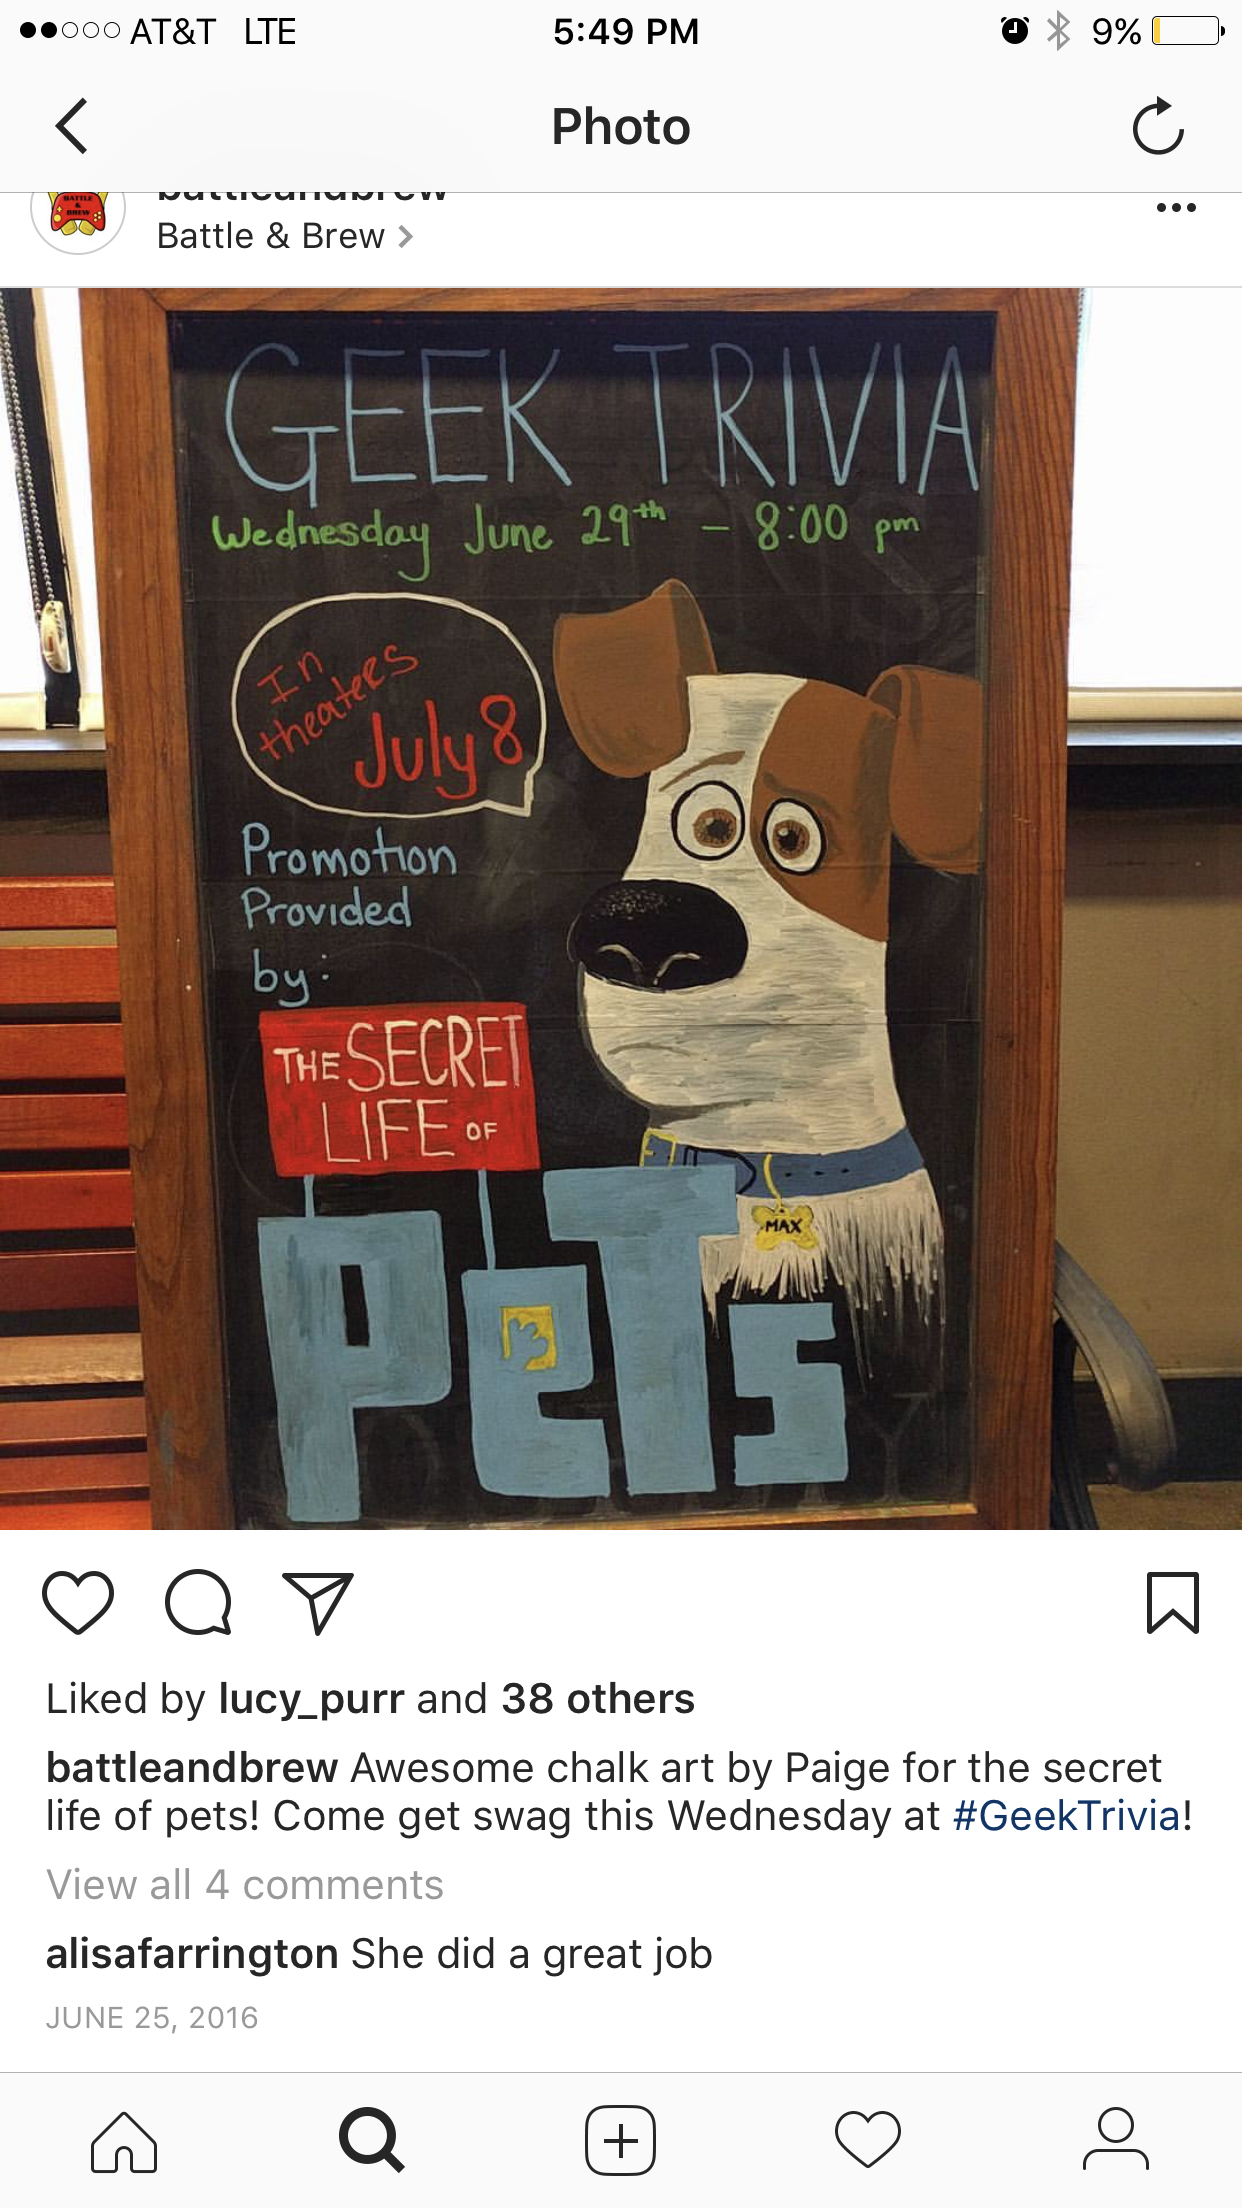 AT&T LTE 5:49 PM 9%
Photo
battleandbrew
BATTLE
&
BREW
Battle & Brew
GEEK TRIVIA
Wednesday June 29th - 8:00 pm
In
theaters
July 8
Promotion
Provided
by:
THE SECRET
LIFE OF
PeTs
MAX
Liked by lucy_purr and 38 others
battleandbrew Awesome chalk art by Paige for the secret
life of pets! Come get swag this Wednesday at #GeekTrivia!
View all 4 comments
alisafarrington She did a great job
JUNE 25, 2016